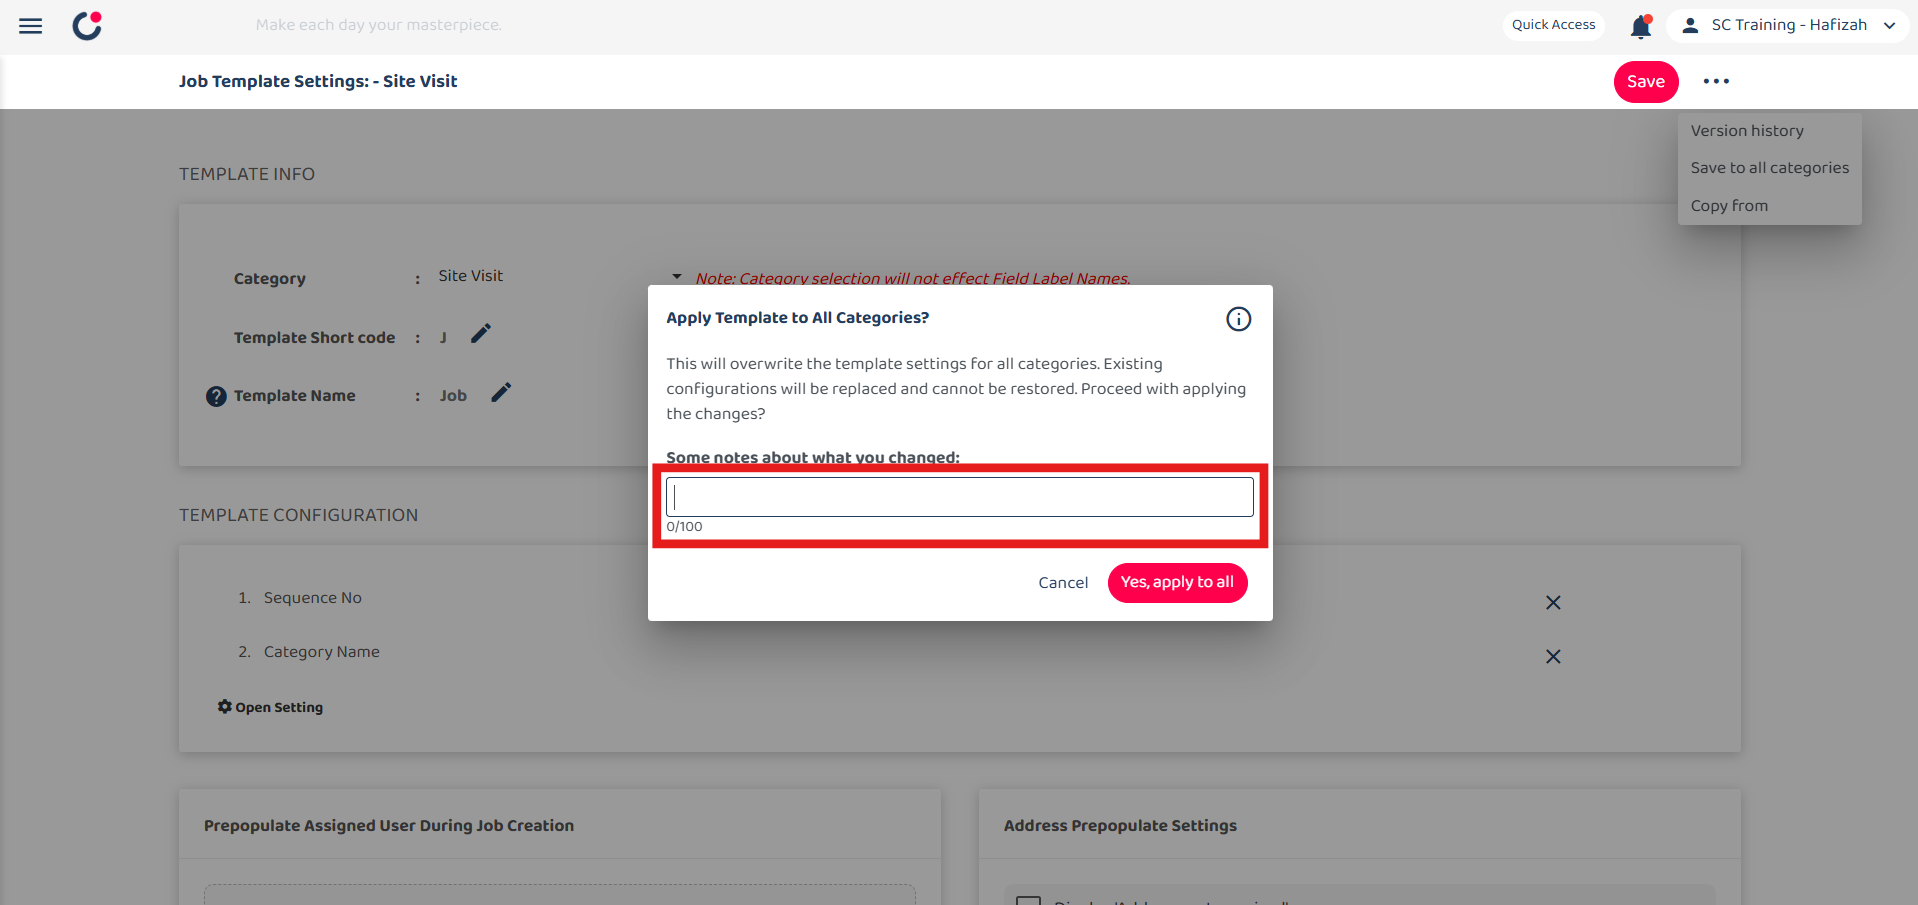 Make each day your masterpiece.
Quick Access
SC Training - Hafizah
Job Template Settings: - Site Visit
Save
Version history
Save to all categories
Copy from
TEMPLATE INFO
Category : Site Visit
Note: Category selection will not effect Field Label Names.
Template Short code : J
Template Name : Job
Apply Template to All Categories?
This will overwrite the template settings for all categories. Existing
configurations will be replaced and cannot be restored. Proceed with applying
the changes?
Some notes about what you changed:
0/100
Cancel
Yes, apply to all
TEMPLATE CONFIGURATION
1. Sequence No
2. Category Name
Open Setting
Prepopulate Assigned User During Job Creation
Address Prepopulate Settings